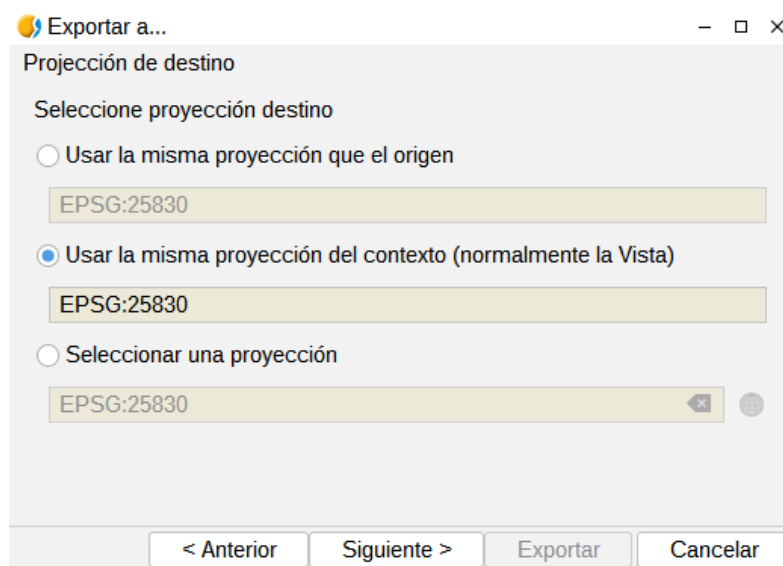 Exportar a...
Proyección de destino
Seleccione proyección destino
Usar la misma proyección que el origen
EPSG:25830
Usar la misma proyección del contexto (normalmente la Vista)
EPSG:25830
Seleccionar una proyección
EPSG:25830
< Anterior Siguiente > Exportar Cancelar